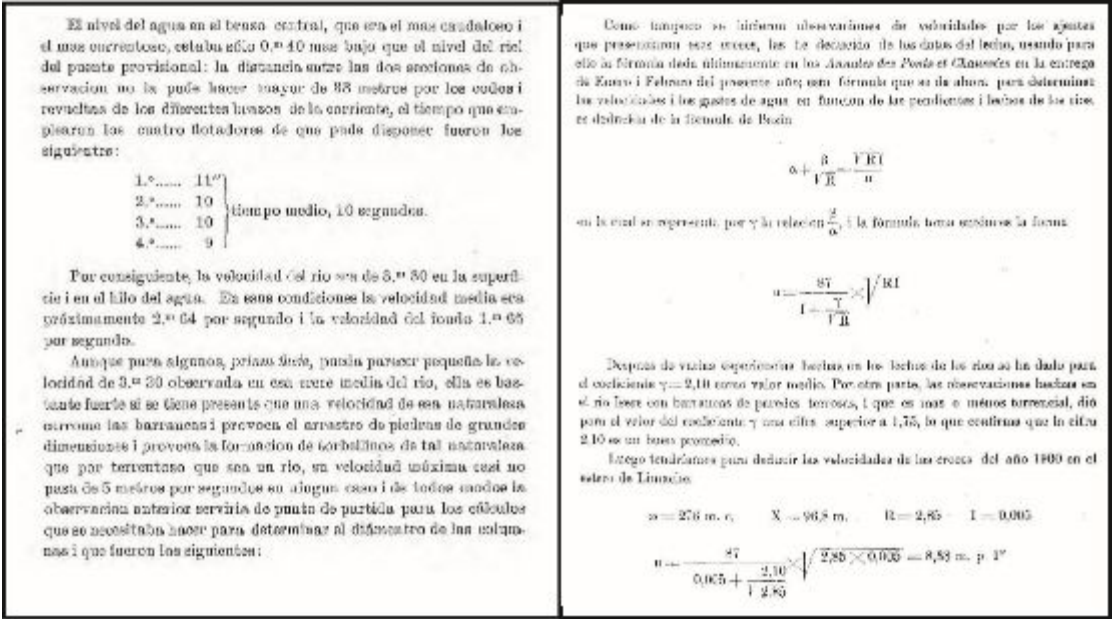 El nivel del agua en el brazo central, que era el mas caudaloso i
el mas correntoso, estaba sólo 0.ᵐ 40 mas bajo que el nivel del riel
del puente provisional: la distancia entre las dos secciones de ob-
servacion no la pude hacer mayor de 33 metros por los codos i
revueltas de los diferentes brazos de la corriente, el tiempo que em-
plearon los cuatro flotadores de que pude disponer fueron los
siguientes:
1.º...... 11"
2.º...... 10
3.º...... 10
4.º...... 9
tiempo medio, 10 segundos.
Por consiguiente, la velocidad del rio era de 3.ᵐ 30 en la superfi-
cie i en el hilo del agua. En esas condiciones la velocidad media era
próximamente 2.ᵐ 64 por segundo i la velocidad del fondo 1.ᵐ 65
por segundo.
Aunque para algunos, prima facie, pueda parecer pequeña la ve-
locidad de 3.ᵐ 30 observada en esa crece media del rio, ella es bas-
tante fuerte si se tiene presente que una velocidad de esa naturaleza
corroe las barrancas i provoca el arrastre de piedras de grandes
dimensiones i provoca la formacion de torbellinos de tal naturaleza
que por torrentoso que sea un rio, su velocidad máxima casi no
pasa de 5 metros por segundos en ningun caso i de todos modos la
observacion anterior serviria de punto de partida para los cálculos
que se necesitaba hacer para determinar el diámetro de las colum-
nas i que fueron los siguientes:
Como tampoco se hicieron observaciones de velocidades por los ajentes
que presenciaron esas creces, las he deducido de los datos del lecho, usando para
ello la fórmula dada últimamente en los Annales des Ponts et Chaussées en la entrega
de Enero i Febrero del presente año; esta fórmula que es de ahora, para determinar
las velocidades i los gastos de agua en funcion de las pendientes i lechos de los rios,
es deducida de la fórmula de Bazin
α + β/√R = √RI/u
en la cual se representa por γ la relacion β/α, i la fórmula toma entónces la forma
u = 87/(1 + γ/√R) × √RI
Despues de varias esperiencias hechas en los lechos de los rios se ha dado para
el coeficiente γ = 2,10 como valor medio. Por otra parte, las observaciones hechas en
el rio Isere con barrancas de paredes terrosas, i que es mas o ménos torrencial, dió
para el valor del coeficiente γ una cifra superior a 1,75, lo que confirma que la cifra
2.10 es un buen promedio.
Luego tendríamos para deducir las velocidades de las creces del año 1900 en el
estero de Limache:
ω = 276 m. c. X = 96,8 m. R = 2,85 I = 0,005
u = 87/(0,005 + 2,10/√2,85) × √2,85 × 0,005 = 8,33 m. p. 1"